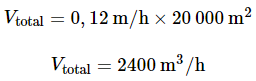 V_total = 0, 12 m/h × 20 000 m²
V_total = 2400 m³/h